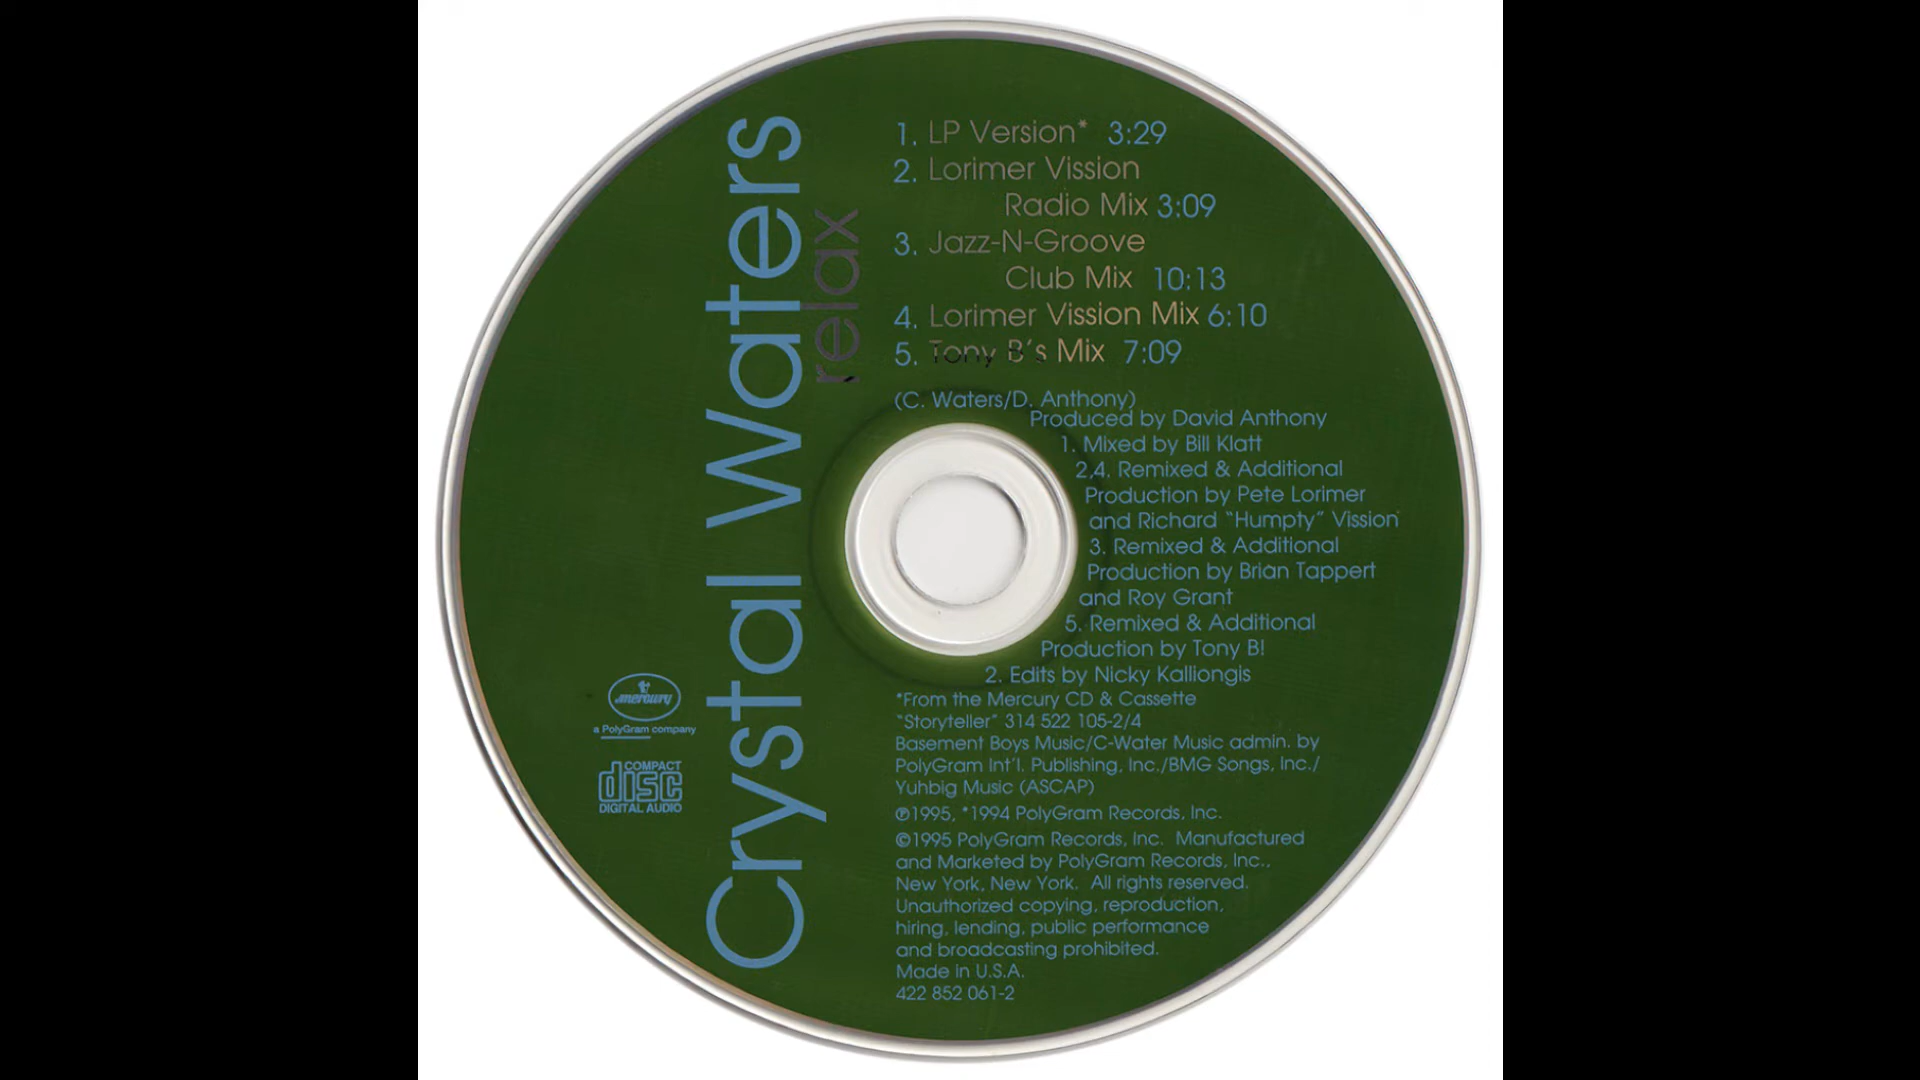 Crystal Waters
relax
1. LP Version* 3:29
2. Lorimer Vission
Radio Mix 3:09
3. Jazz-N-Groove
Club Mix 10:13
4. Lorimer Vission Mix 6:10
5. Tony B's Mix 7:09
(C. Waters/D. Anthony)
Produced by David Anthony
1. Mixed by Bill Klatt
2,4. Remixed & Additional
Production by Pete Lorimer
and Richard "Humpty" Vission
3. Remixed & Additional
Production by Brian Tappert
and Roy Grant
5. Remixed & Additional
Production by Tony B!
2. Edits by Nicky Kalliongis
*From the Mercury CD & Cassette
"Storyteller" 314 522 105-2/4
Basement Boys Music/C-Water Music admin. by
PolyGram Int'l. Publishing, Inc./BMG Songs, Inc./
Yuhbig Music (ASCAP)
℗1995, *1994 PolyGram Records, Inc.
©1995 PolyGram Records, Inc. Manufactured
and Marketed by PolyGram Records, Inc.,
New York, New York. All rights reserved.
Unauthorized copying, reproduction,
hiring, lending, public performance
and broadcasting prohibited.
Made in U.S.A.
422 852 061-2
mercury
a PolyGram company
COMPACT
disc
DIGITAL AUDIO